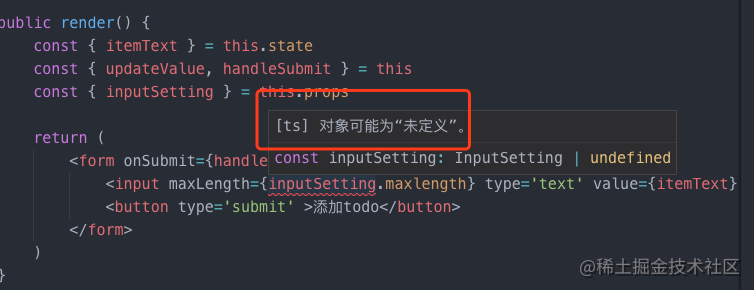 public render() {
const { itemText } = this.state
const { updateValue, handleSubmit } = this
const { inputSetting } = this.props
[ts] 对象可能为“未定义”。
return (
const inputSetting: InputSetting | undefined
<form onSubmit={handle
<input maxLength={inputSetting.maxlength} type='text' value={itemText}
<button type='submit' >添加todo</button>
</form>
)
}
@稀土掘金技术社区